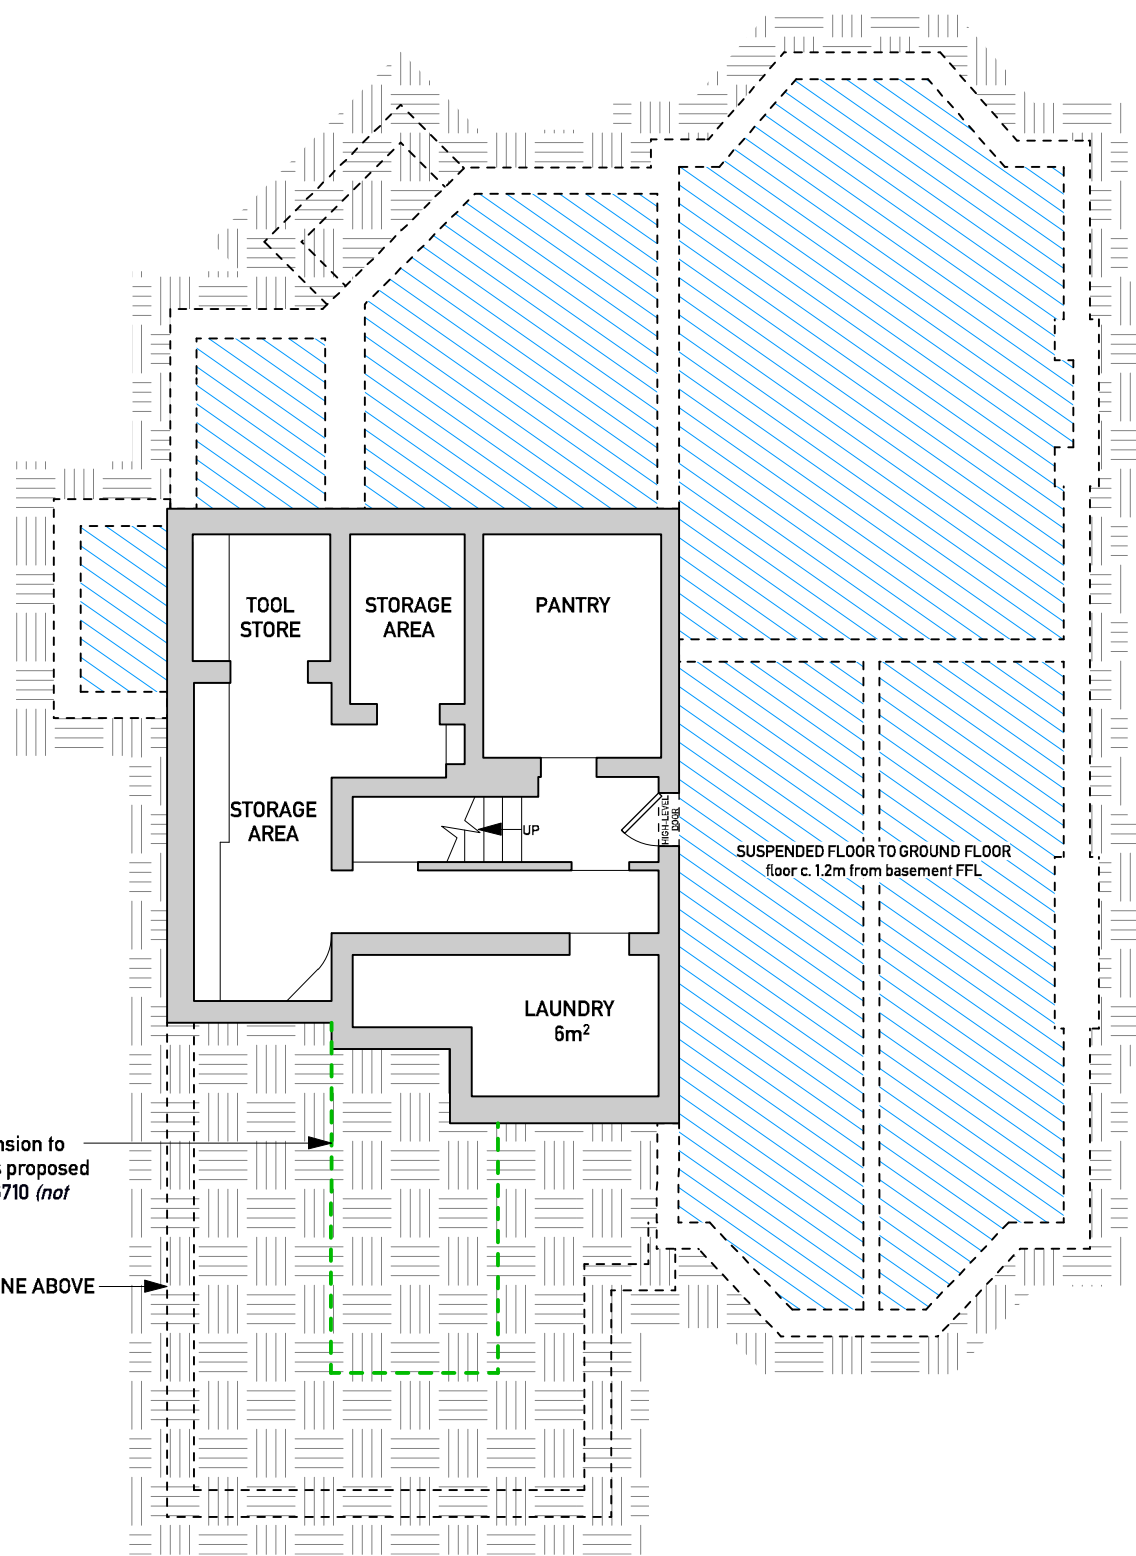 TOOL
STORE
STORAGE
AREA
PANTRY
STORAGE
AREA
UP
HIGH-LEVEL
DOOR
SUSPENDED FLOOR TO GROUND FLOOR
floor c. 1.2m from basement FFL
LAUNDRY
6m²
nsion to
s proposed
710 (not
NE ABOVE